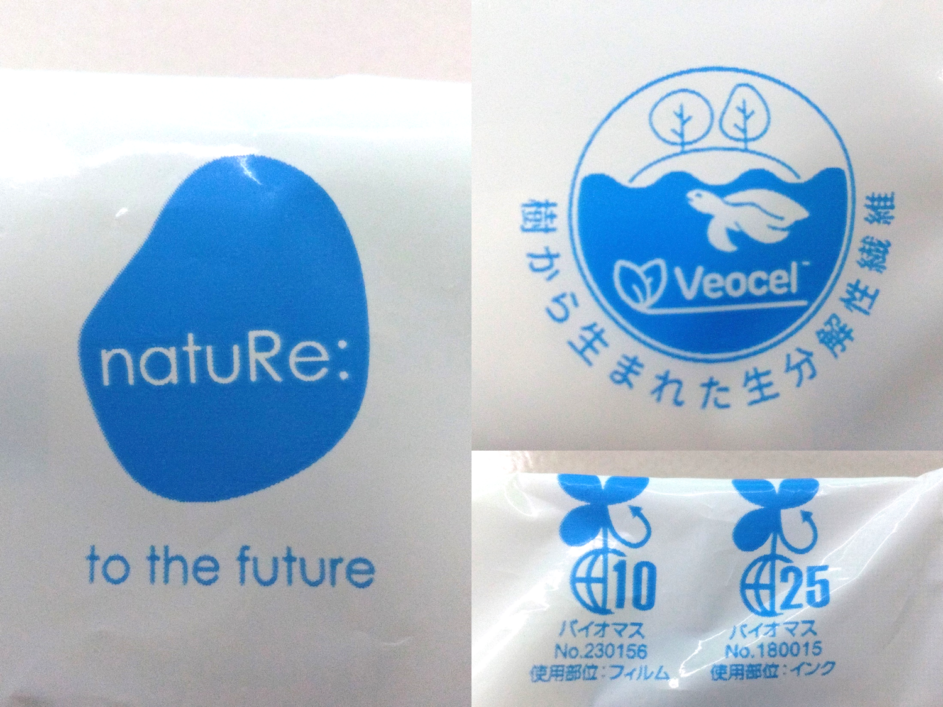 natuRe:
to the future
Veocel™
樹から生まれた生分解性繊維
10
バイオマス
No.230156
使用部位:フィルム
25
バイオマス
No.180015
使用部位:インク